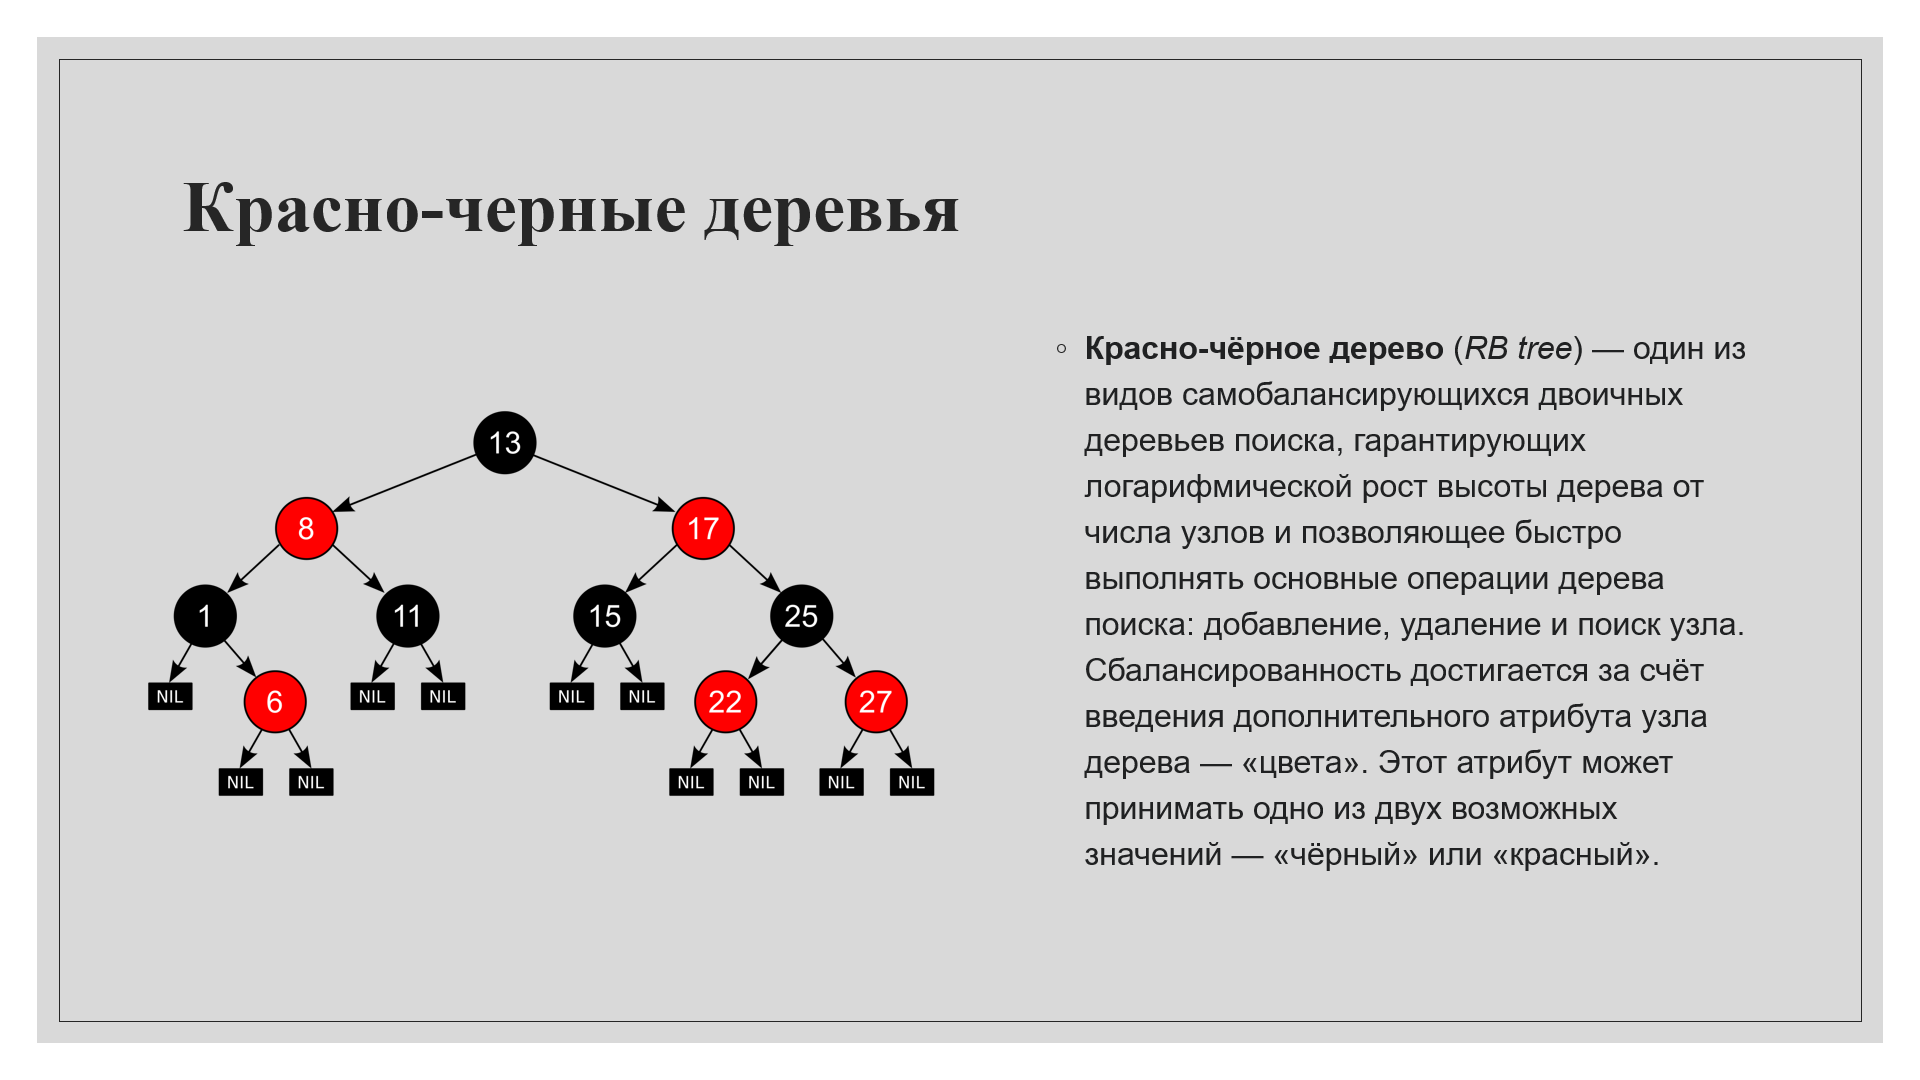 Красно-черные деревья
13
8
17
1
11
15
25
NIL
6
NIL
NIL
NIL
NIL
22
27
NIL
NIL
NIL
NIL
NIL
NIL
◦ Красно-чёрное дерево (RB tree) — один из
видов самобалансирующихся двоичных
деревьев поиска, гарантирующих
логарифмической рост высоты дерева от
числа узлов и позволяющее быстро
выполнять основные операции дерева
поиска: добавление, удаление и поиск узла.
Сбалансированность достигается за счёт
введения дополнительного атрибута узла
дерева — «цвета». Этот атрибут может
принимать одно из двух возможных
значений — «чёрный» или «красный».